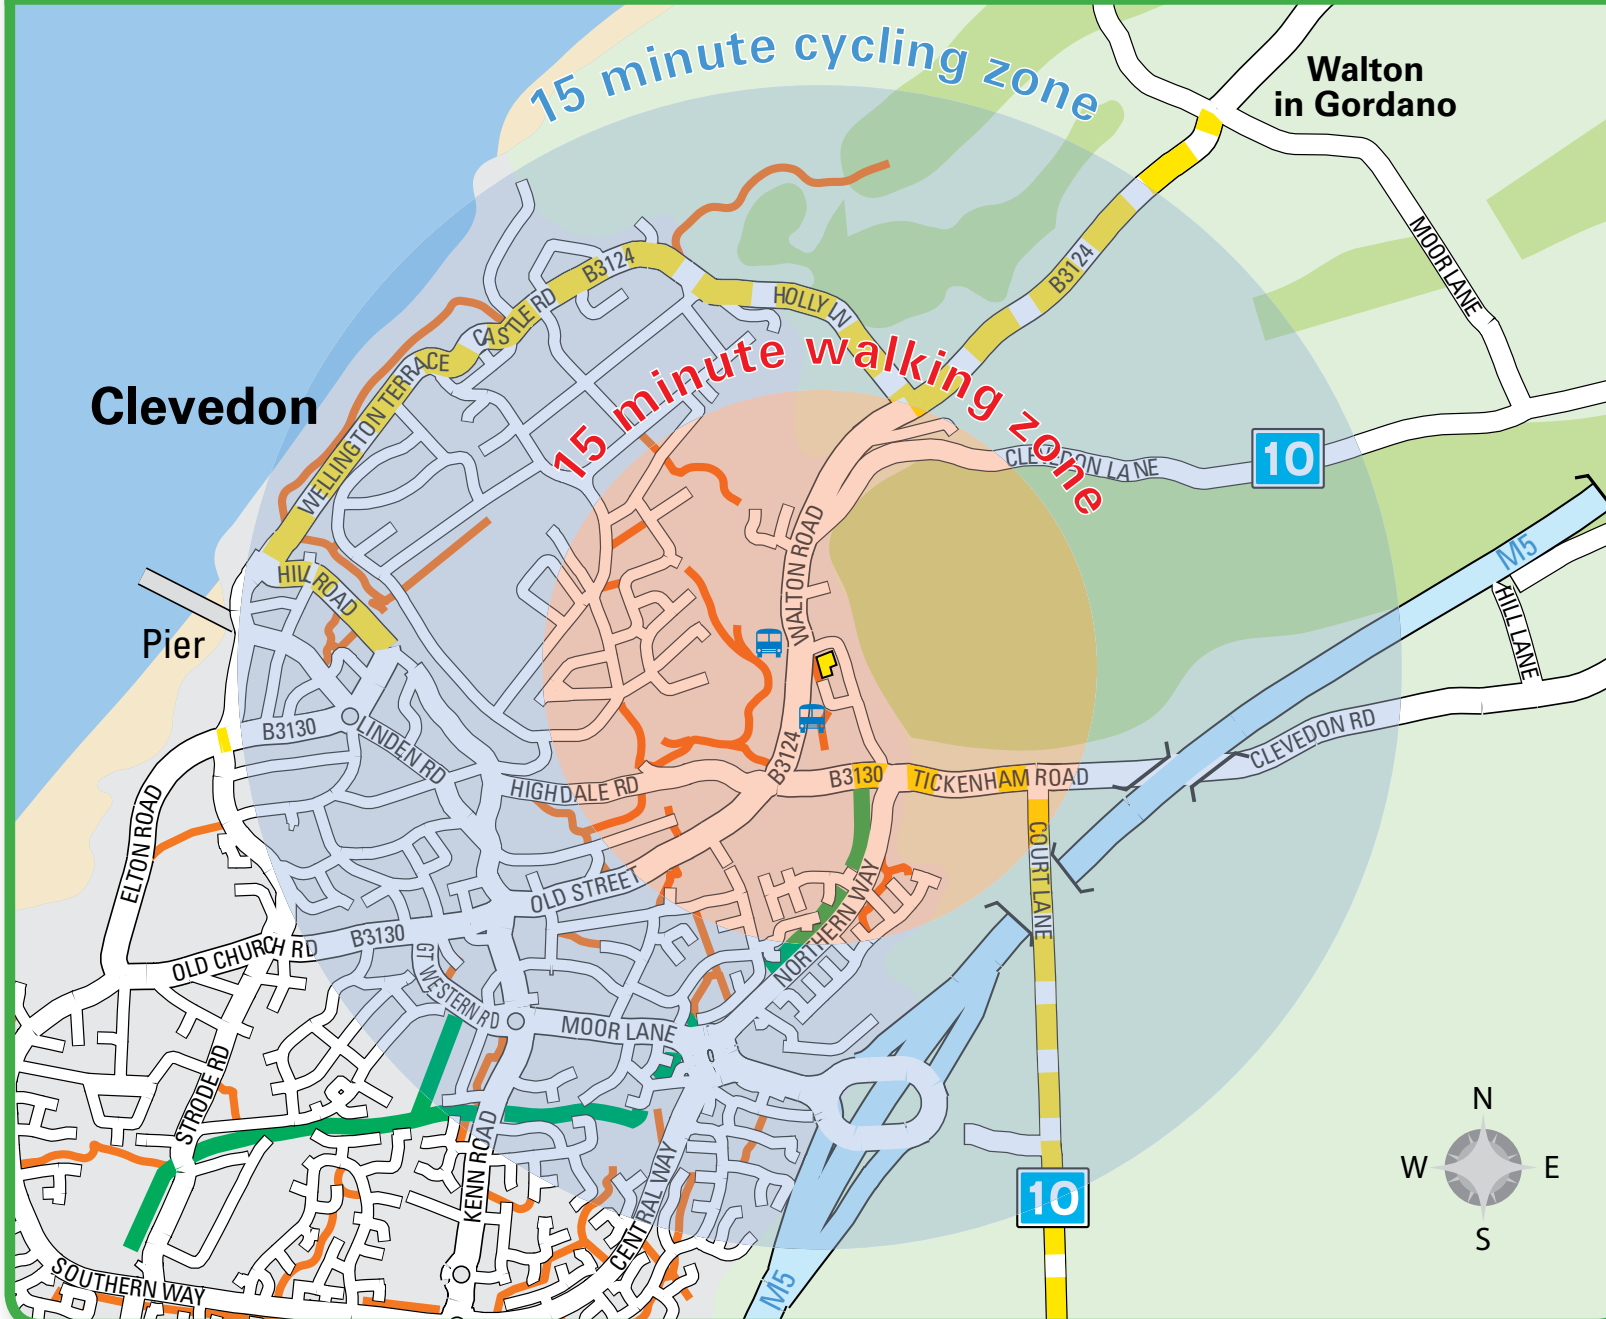 15 minute cycling zone
Walton
in Gordano
MOOR LANE
B3124
B3124
CASTLE RD
HOLLY LN
WELLINGTON TERRACE
15 minute walking zone
Clevedon
CLEVEDON LANE
10
M5
WALTON ROAD
HILL ROAD
HILL LANE
Pier
B3130
LINDEN RD
CLEVEDON RD
B3124
HIGHDALE RD
B3130
TICKENHAM ROAD
ELTON ROAD
COURT LANE
OLD STREET
NORTHERN WAY
B3130
OLD CHURCH RD
GT WESTERN RD
MOOR LANE
STRODE RD
KENN ROAD
CENTRAL WAY
10
N
W
E
S
SOUTHERN WAY
M5